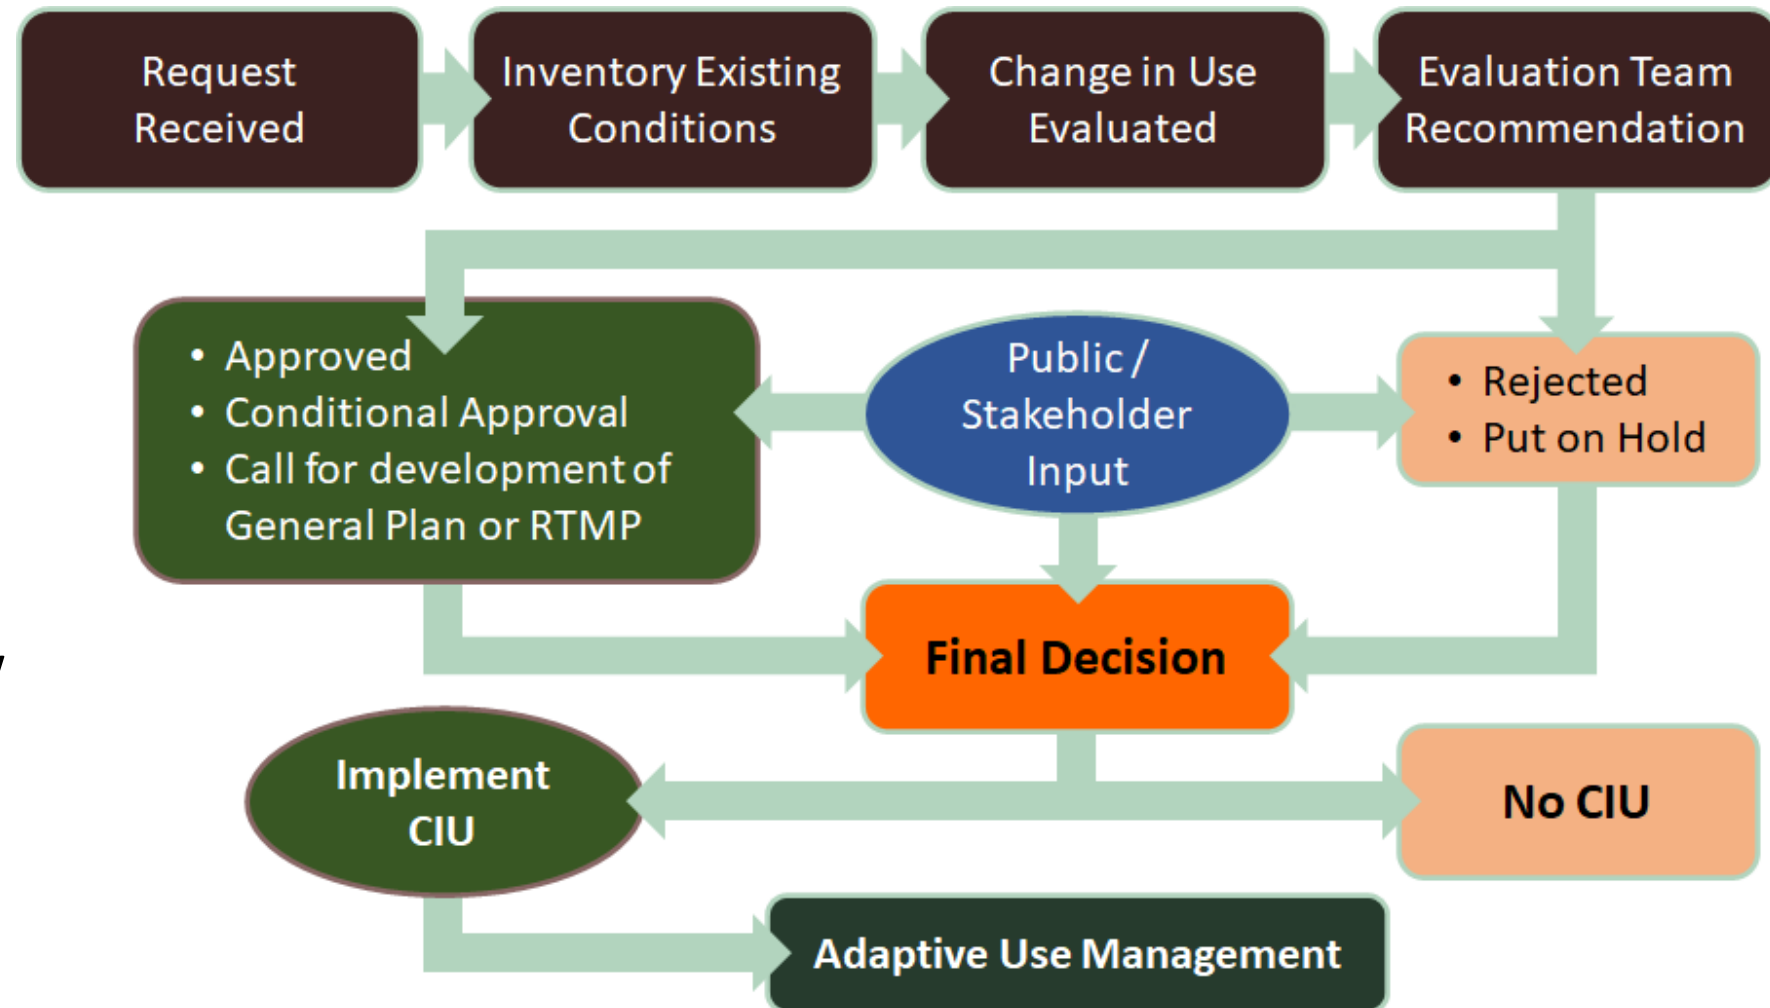 Request
Received
Inventory Existing
Conditions
Change in Use
Evaluated
Evaluation Team
Recommendation
• Approved
• Conditional Approval
• Call for development of
General Plan or RTMP
Public /
Stakeholder
Input
• Rejected
• Put on Hold
Final Decision
Implement
CIU
No CIU
Adaptive Use Management